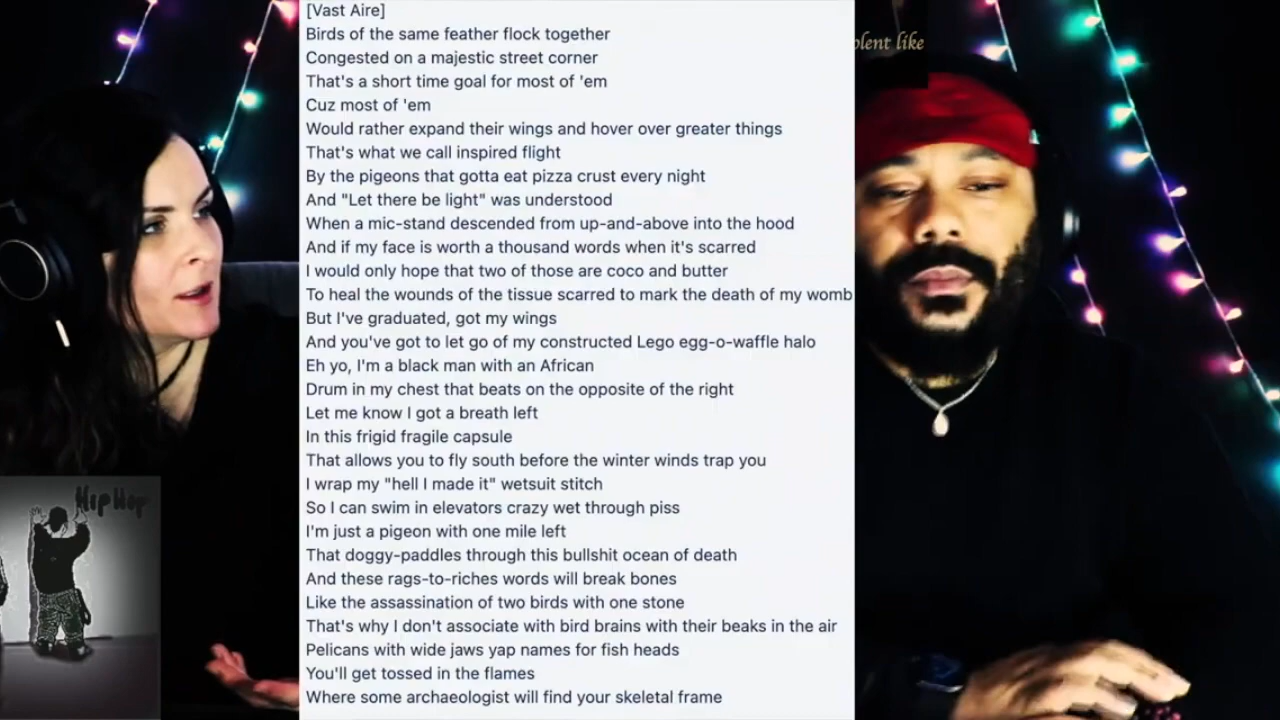 [Vast Aire]
Birds of the same feather flock together
Congested on a majestic street corner
That's a short time goal for most of 'em
Cuz most of 'em
Would rather expand their wings and hover over greater things
That's what we call inspired flight
By the pigeons that gotta eat pizza crust every night
And "Let there be light" was understood
When a mic-stand descended from up-and-above into the hood
And if my face is worth a thousand words when it's scarred
I would only hope that two of those are coco and butter
To heal the wounds of the tissue scarred to mark the death of my womb
But I've graduated, got my wings
And you've got to let go of my constructed Lego egg-o-waffle halo
Eh yo, I'm a black man with an African
Drum in my chest that beats on the opposite of the right
Let me know I got a breath left
In this frigid fragile capsule
That allows you to fly south before the winter winds trap you
I wrap my "hell I made it" wetsuit stitch
So I can swim in elevators crazy wet through piss
I'm just a pigeon with one mile left
That doggy-paddles through this bullshit ocean of death
And these rags-to-riches words will break bones
Like the assassination of two birds with one stone
That's why I don't associate with bird brains with their beaks in the air
Pelicans with wide jaws yap names for fish heads
You'll get tossed in the flames
Where some archaeologist will find your skeletal frame
olent like
Hip Hop